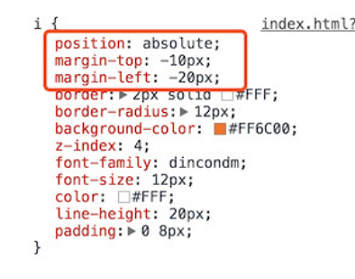 i {
index.html?
position: absolute;
margin-top: -10px;
margin-left: -20px;
border: 2px solid #FFF;
border-radius: 12px;
background-color: #FF6C00;
z-index: 4;
font-family: dincondm;
font-size: 12px;
color: #FFF;
line-height: 20px;
padding: 0 8px;
}